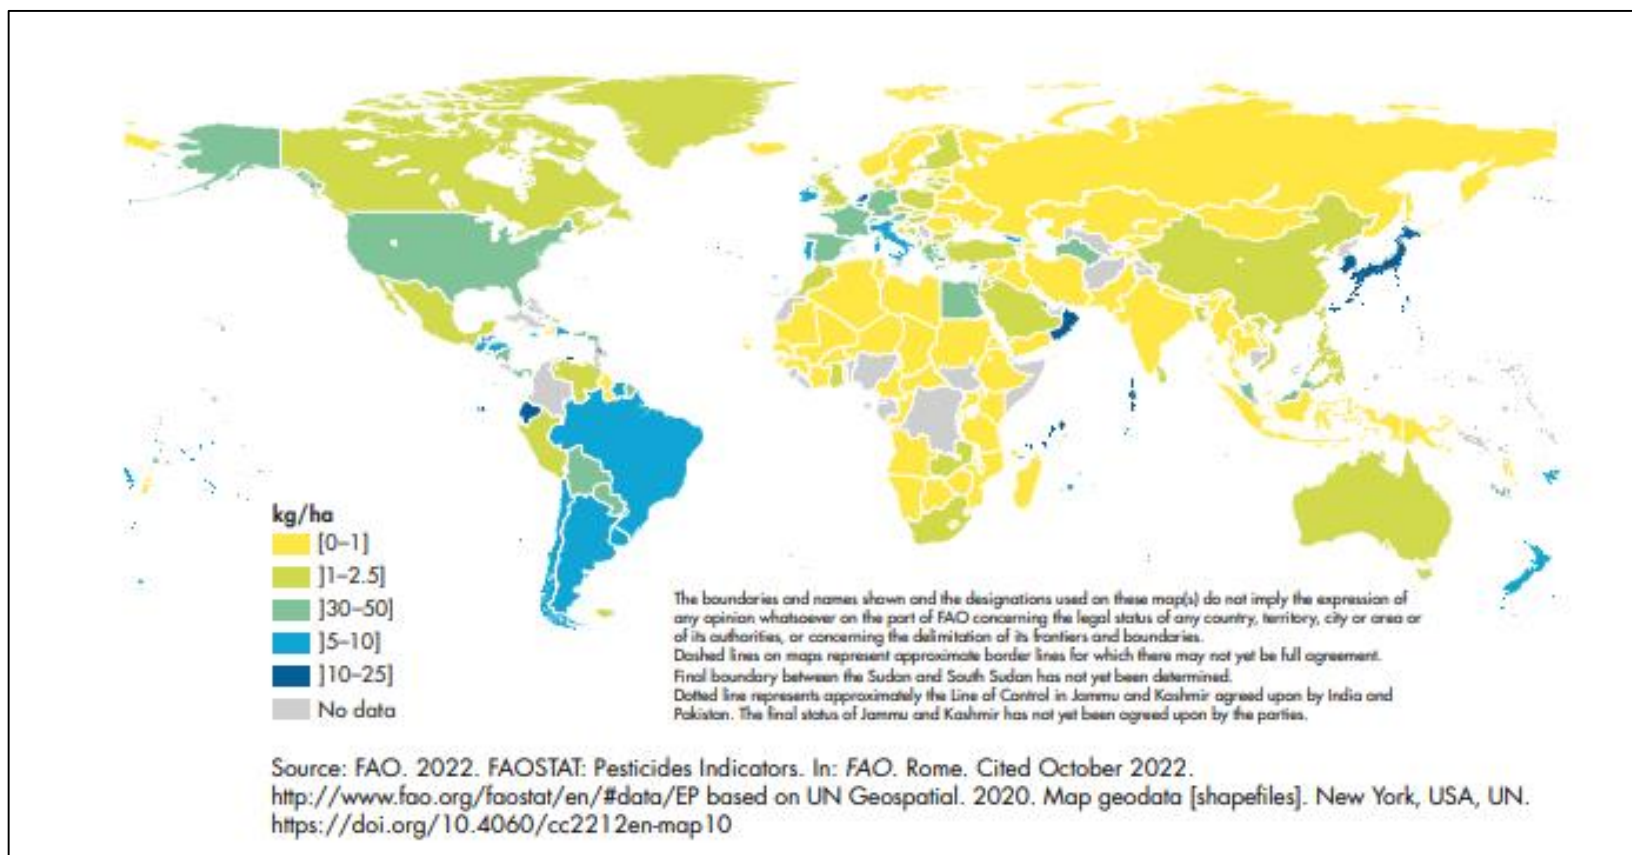 kg/ha
[0–1]
]1–2.5]
]30–50]
]5–10]
]10–25]
No data
The boundaries and names shown and the designations used on these map(s) do not imply the expression of
any opinion whatsoever on the part of FAO concerning the legal status of any country, territory, city or area or
of its authorities, or concerning the delimitation of its frontiers and boundaries.
Dashed lines on maps represent approximate border lines for which there may not yet be full agreement.
Final boundary between the Sudan and South Sudan has not yet been determined.
Dotted line represents approximately the Line of Control in Jammu and Kashmir agreed upon by India and
Pakistan. The final status of Jammu and Kashmir has not yet been agreed upon by the parties.
Source: FAO. 2022. FAOSTAT: Pesticides Indicators. In: FAO. Rome. Cited October 2022.
http://www.fao.org/faostat/en/#data/EP based on UN Geospatial. 2020. Map geodata [shapefiles]. New York, USA, UN.
https://doi.org/10.4060/cc2212en-map10